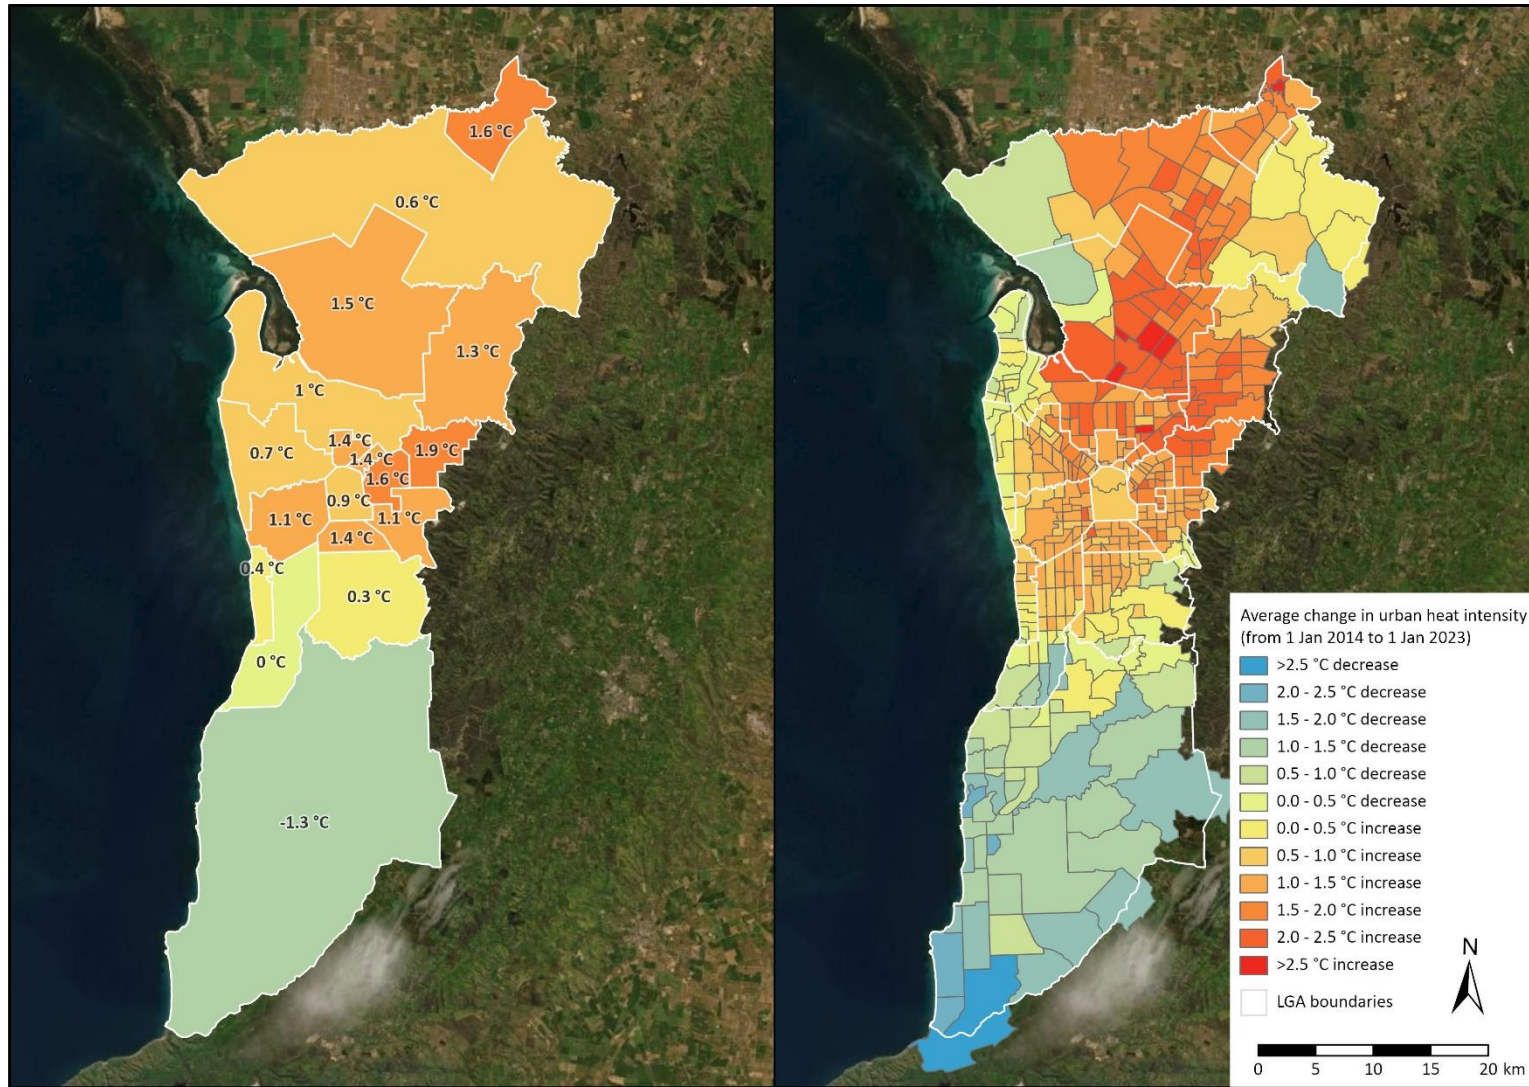 1.6 °C
0.6 °C
1.5 °C
1.3 °C
1 °C
1.4 °C
0.7 °C
1.4 °C
1.9 °C
1.6 °C
0.9 °C
1.1 °C
1.1 °C
1.4 °C
0.4 °C
0.3 °C
0 °C
-1.3 °C
Average change in urban heat intensity
(from 1 Jan 2014 to 1 Jan 2023)
>2.5 °C decrease
2.0 - 2.5 °C decrease
1.5 - 2.0 °C decrease
1.0 - 1.5 °C decrease
0.5 - 1.0 °C decrease
0.0 - 0.5 °C decrease
0.0 - 0.5 °C increase
0.5 - 1.0 °C increase
1.0 - 1.5 °C increase
1.5 - 2.0 °C increase
2.0 - 2.5 °C increase
>2.5 °C increase
LGA boundaries
N
0 5 10 15 20 km